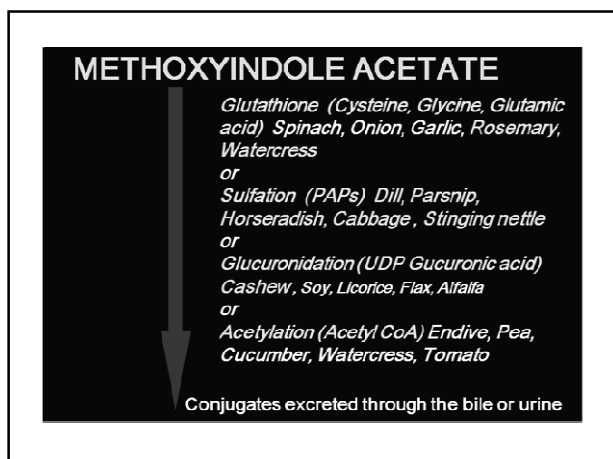 METHOXYINDOLE ACETATE
Glutathione (Cysteine, Glycine, Glutamic
acid) Spinach, Onion, Garlic, Rosemary,
Watercress
or
Sulfation (PAPs) Dill, Parsnip,
Horseradish, Cabbage , Stinging nettle
or
Glucuronidation (UDP Gucuronic acid)
Cashew , Soy, Licorice, Flax, Alfalfa
or
Acetylation (Acetyl CoA) Endive, Pea,
Cucumber, Watercress, Tomato
Conjugates excreted through the bile or urine